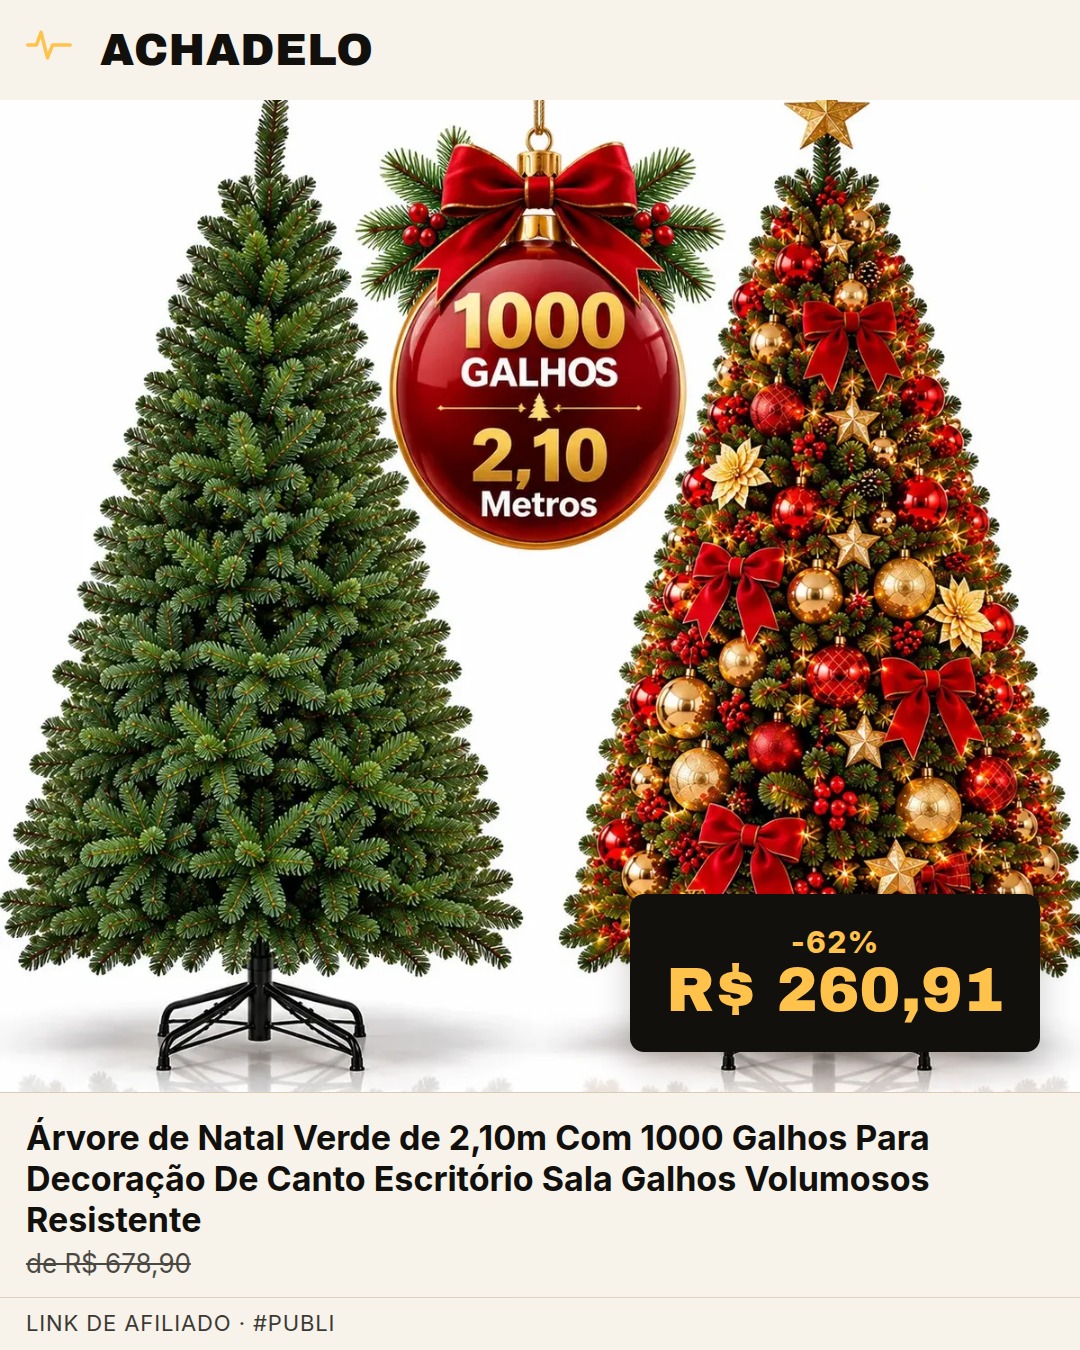 ACHADELO
1000
GALHOS
2,10
Metros
-62%
R$ 260,91
Árvore de Natal Verde de 2,10m Com 1000 Galhos Para
Decoração De Canto Escritório Sala Galhos Volumosos
Resistente
de R$ 678,90
LINK DE AFILIADO · #PUBLI